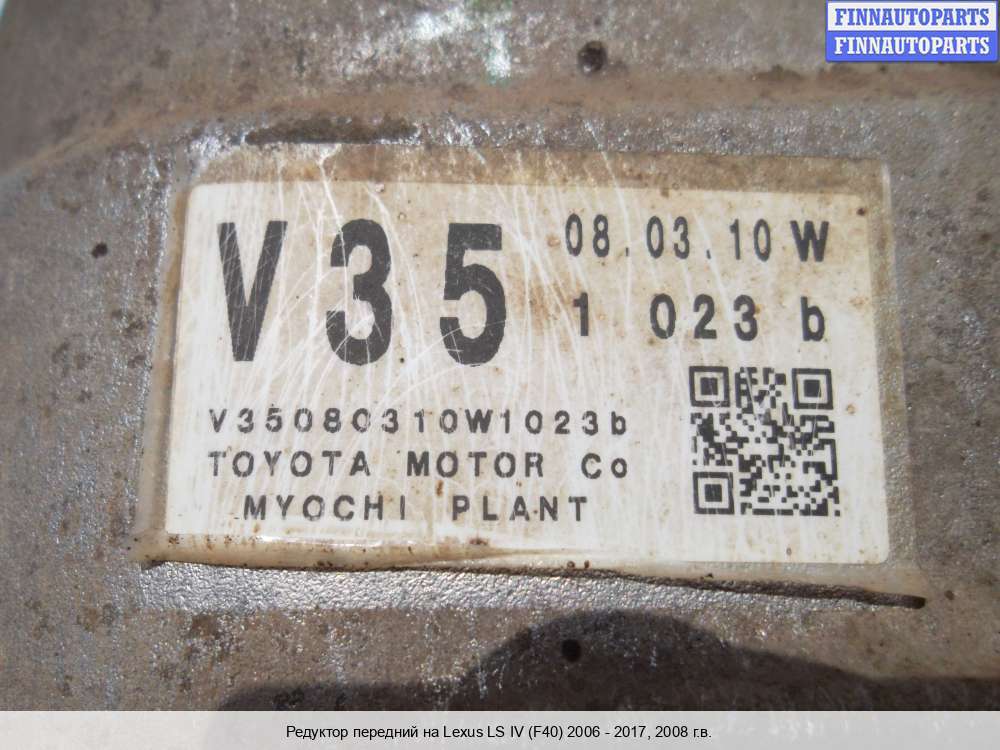 FINNAUTOPARTS
FINNAUTOPARTS
V35 08.03.10 W
1 023 b
V35080310W1023b
TOYOTA MOTOR Co
MYOCHI PLANT
Редуктор передний на Lexus LS IV (F40) 2006 - 2017, 2008 г.в.